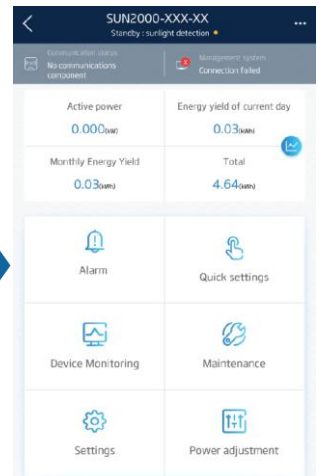 SUN2000-XXX-XX
Standby : sunlight detection
Communication status
No communications
component
Management system
Connection failed
Active power
0.000(kW)
Energy yield of current day
0.03(kWh)
Monthly Energy Yield
0.03(kWh)
Total
4.64(kWh)
Alarm
Quick settings
Device Monitoring
Maintenance
Settings
Power adjustment